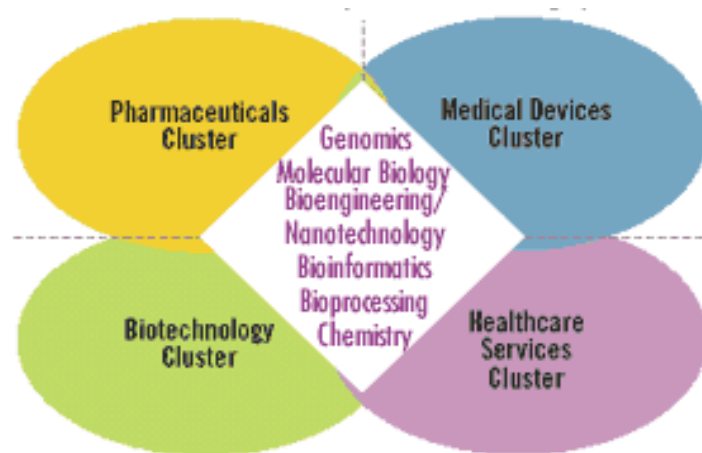 Pharmaceuticals
Cluster
Medical Devices
Cluster
Genomics
Molecular Biology
Bioengineering/
Nanotechnology
Bioinformatics
Bioprocessing
Chemistry
Biotechnology
Cluster
Healthcare
Services
Cluster